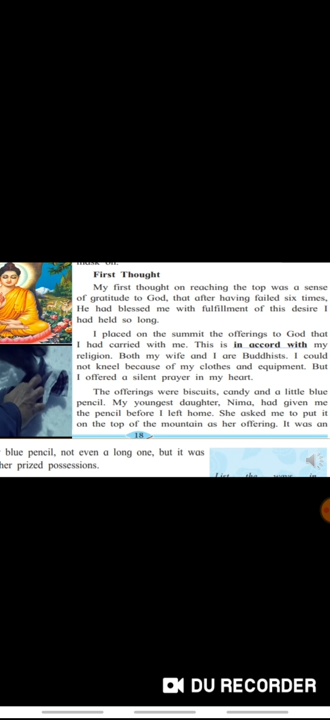 mask on.
First Thought
My first thought on reaching the top was a sense
of gratitude to God, that after having failed six times,
He had blessed me with fulfillment of this desire I
had held so long.
I placed on the summit the offerings to God that
I had carried with me. This is in accord with my
religion. Both my wife and I are Buddhists. I could
not kneel because of my clothes and equipment. But
I offered a silent prayer in my heart.
The offerings were biscuits, candy and a little blue
pencil. My youngest daughter, Nima, had given me
the pencil before I left home. She asked me to put it
on the top of the mountain as her offering. It was an
18
blue pencil, not even a long one, but it was
her prized possessions.
List the ways in
DU RECORDER